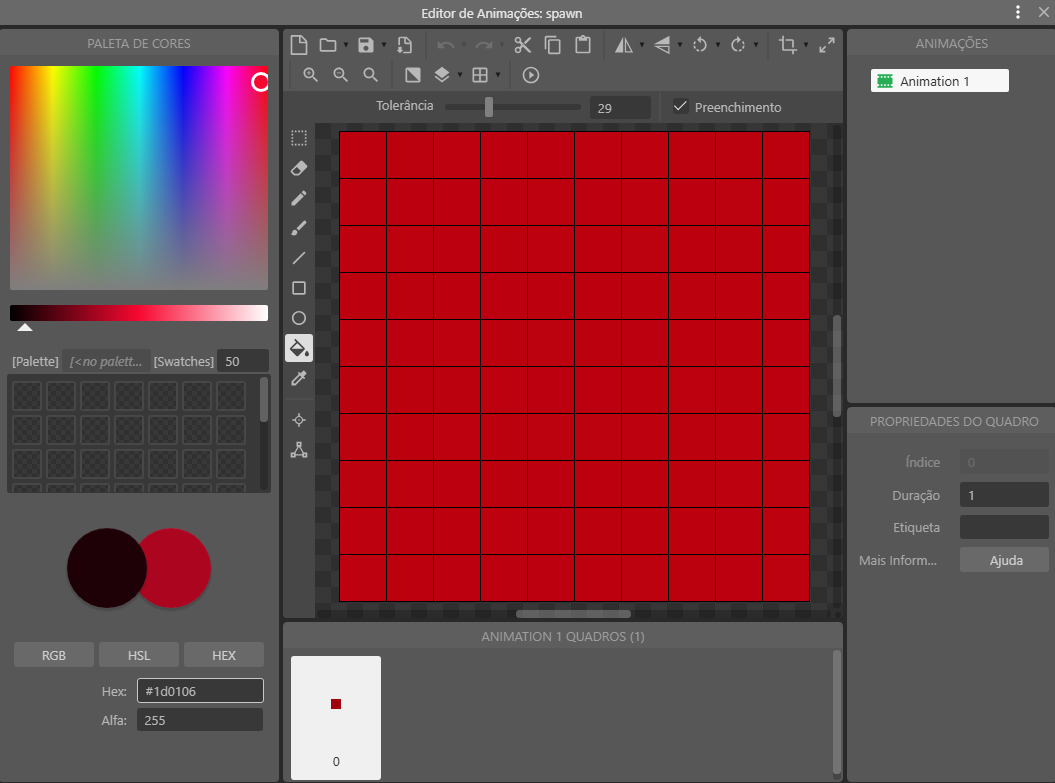 Editor de Animações: spawn
PALETA DE CORES
Tolerância
29
Preenchimento
[Palette]
[<no palett...
[Swatches]
50
RGB
HSL
HEX
Hex:
#1d0106
Alfa:
255
ANIMATION 1 QUADROS (1)
0
ANIMAÇÕES
Animation 1
PROPRIEDADES DO QUADRO
Índice
0
Duração
1
Etiqueta
Mais Inform...
Ajuda